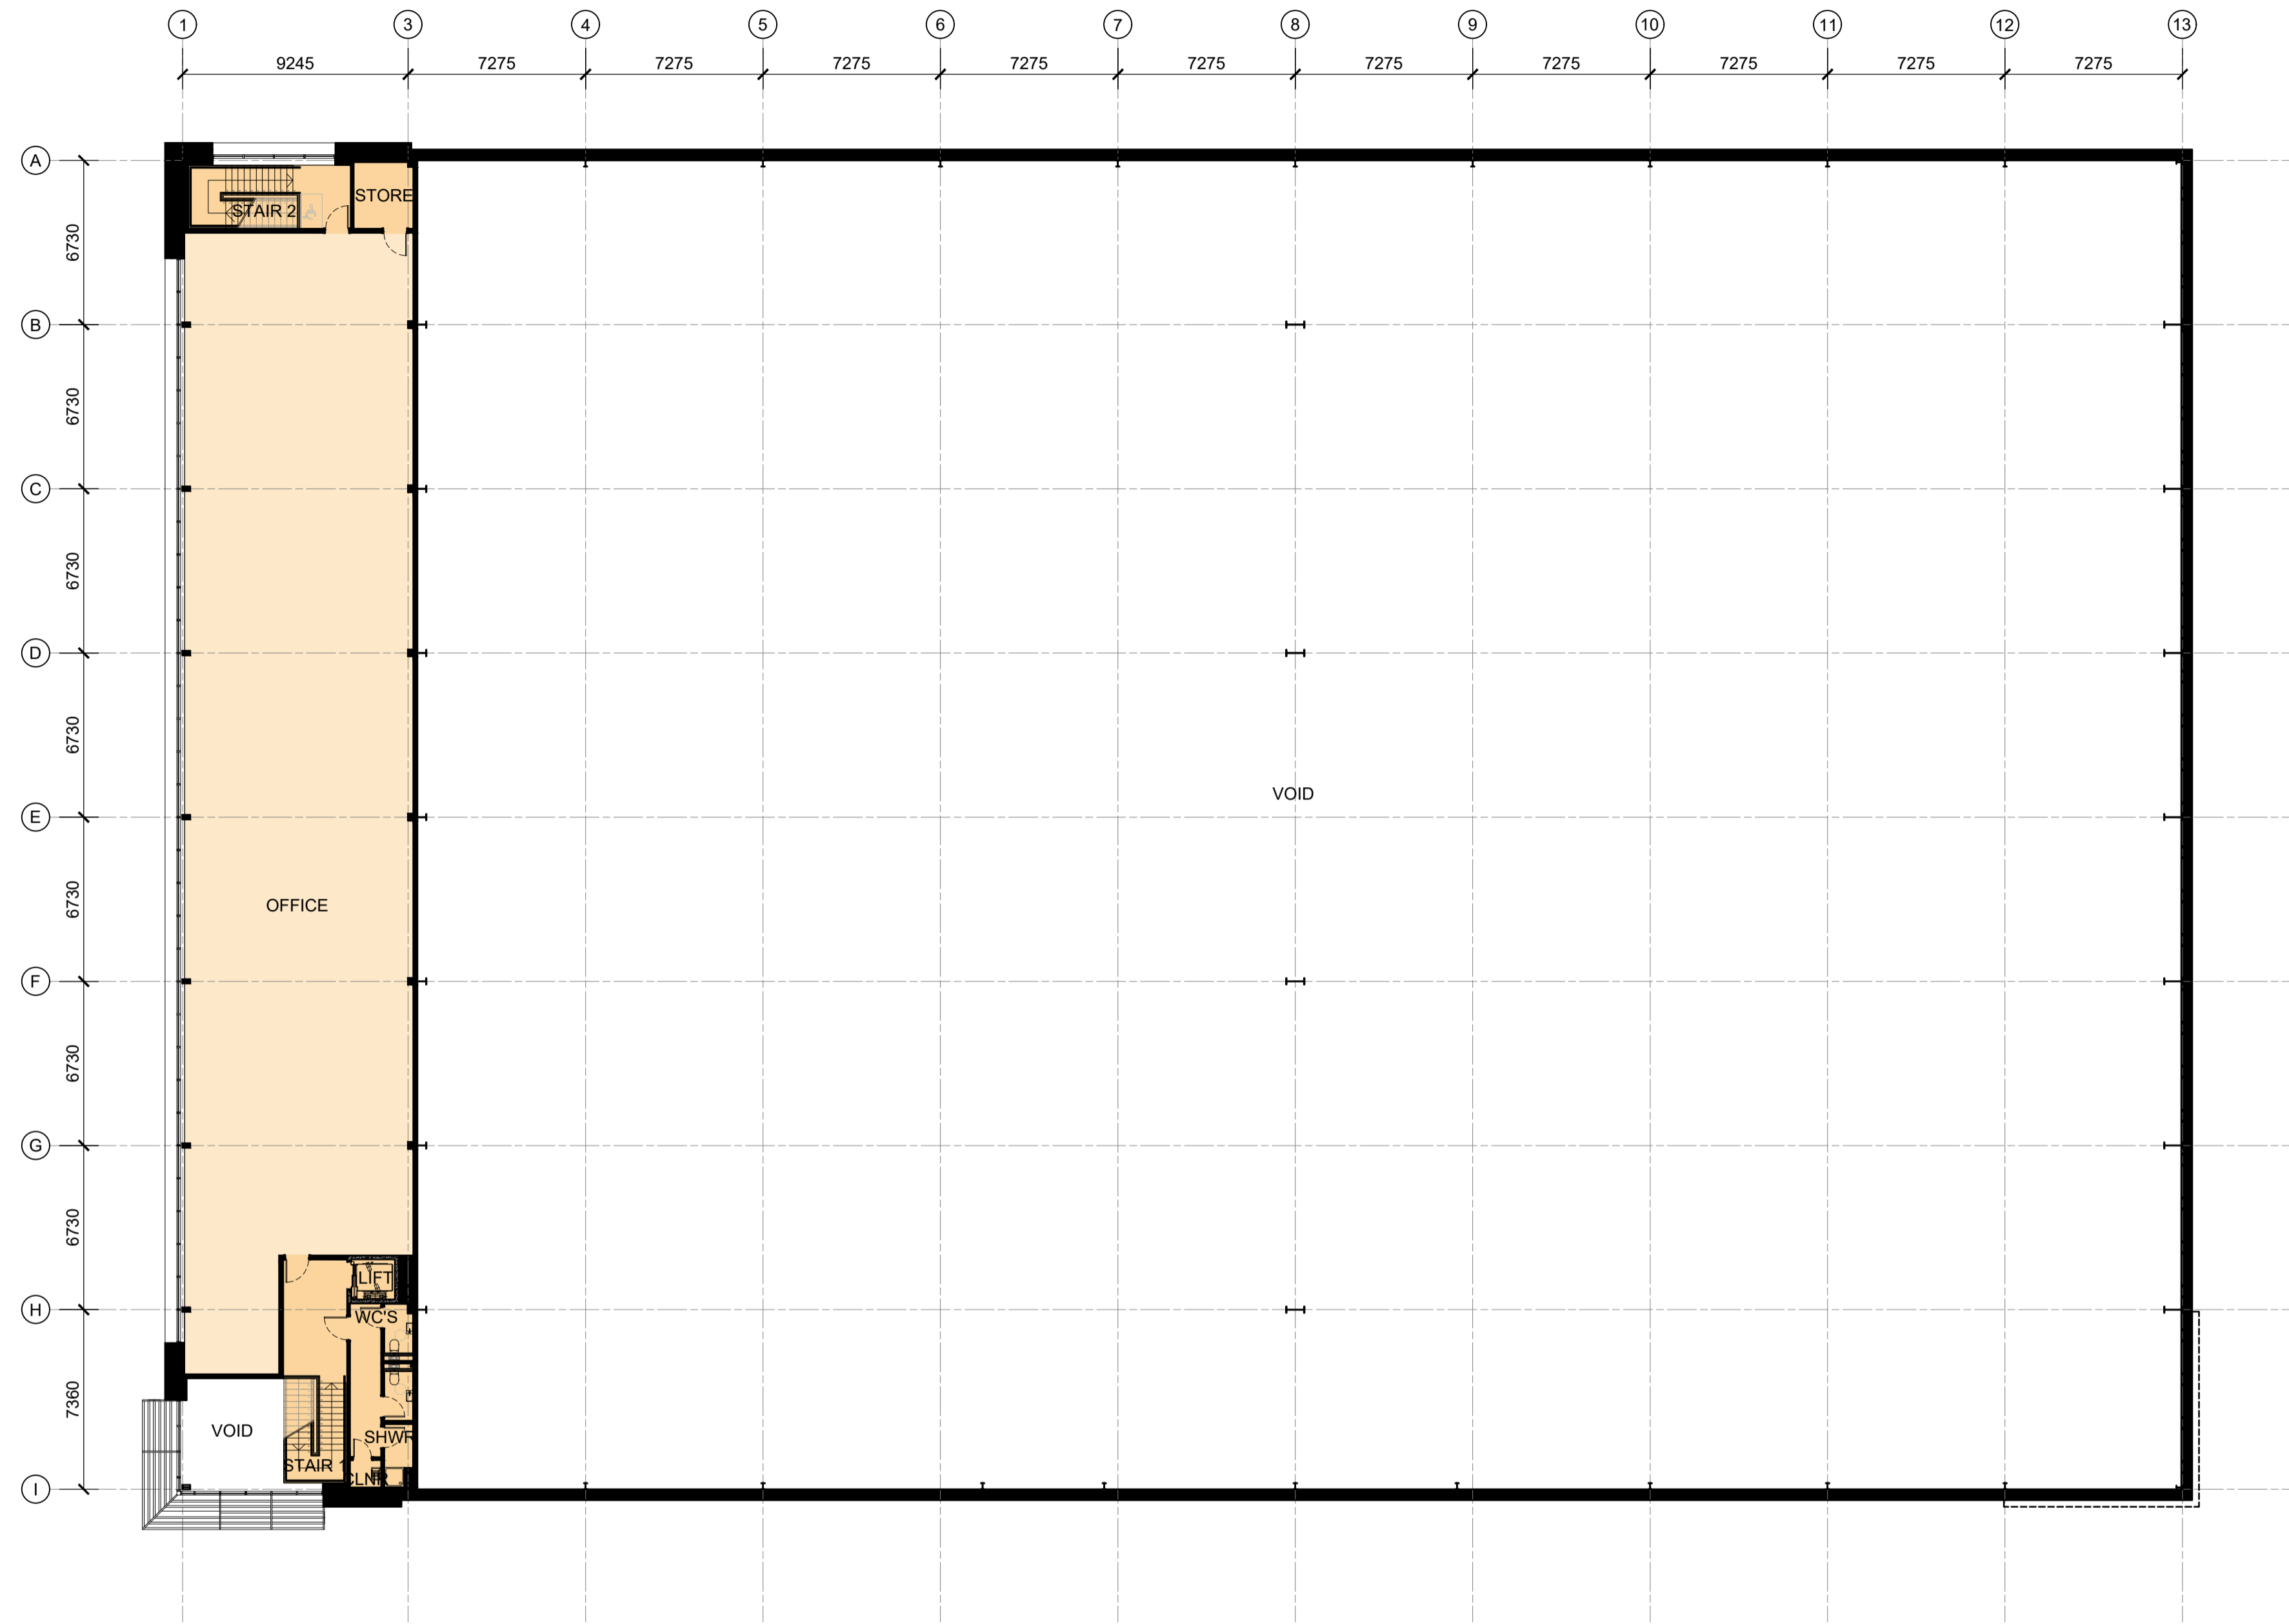 1 3 4 5 6 7 8 9 10 11 12 13
9245 7275 7275 7275 7275 7275 7275 7275 7275 7275 7275
A
STORE
STAIR 2
6730
B
6730
C
6730
D
6730
VOID
E
6730
OFFICE
F
6730
G
6730
LIFT
H
WC'S
7360
VOID
SHWR
STAIR 1
CLNR
I